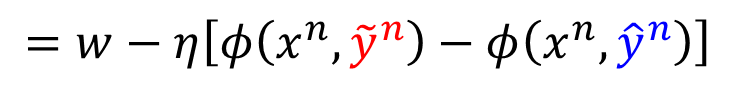 = w − η[ϕ(xⁿ, ỹⁿ) − ϕ(xⁿ, ŷⁿ)]